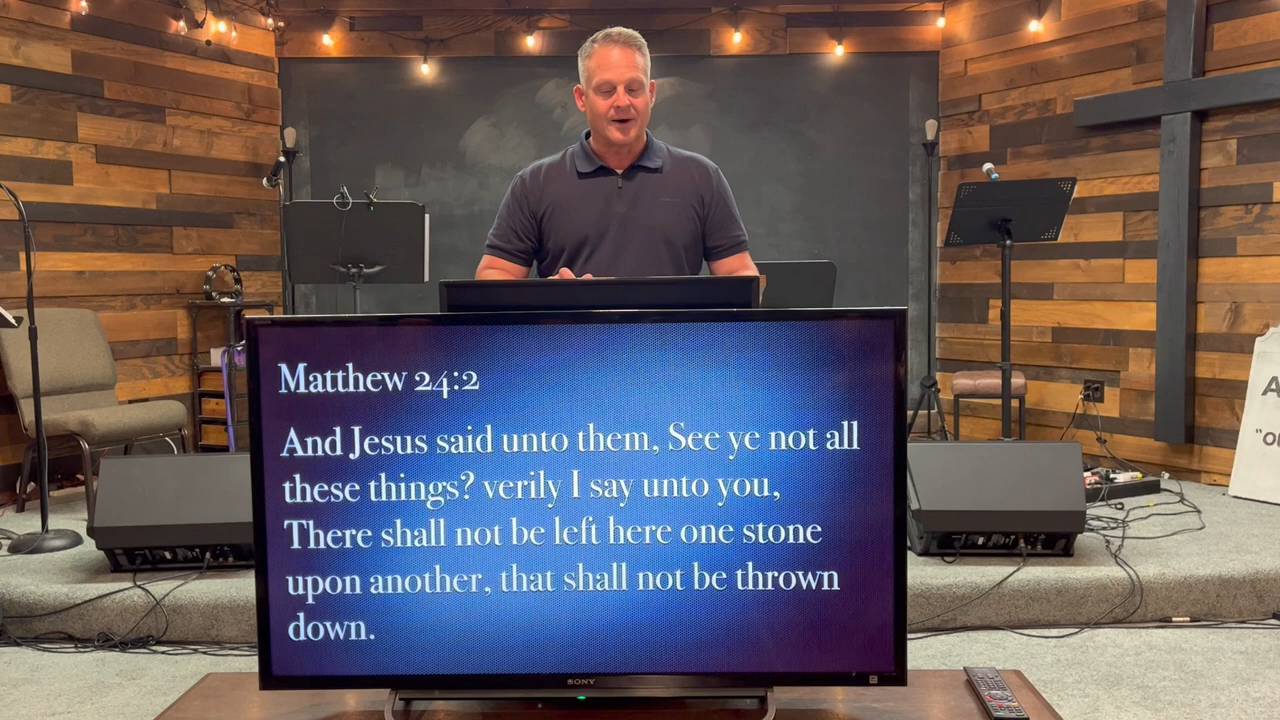 Matthew 24:2
And Jesus said unto them, See ye not all
these things? verily I say unto you,
There shall not be left here one stone
upon another, that shall not be thrown
down.
SONY